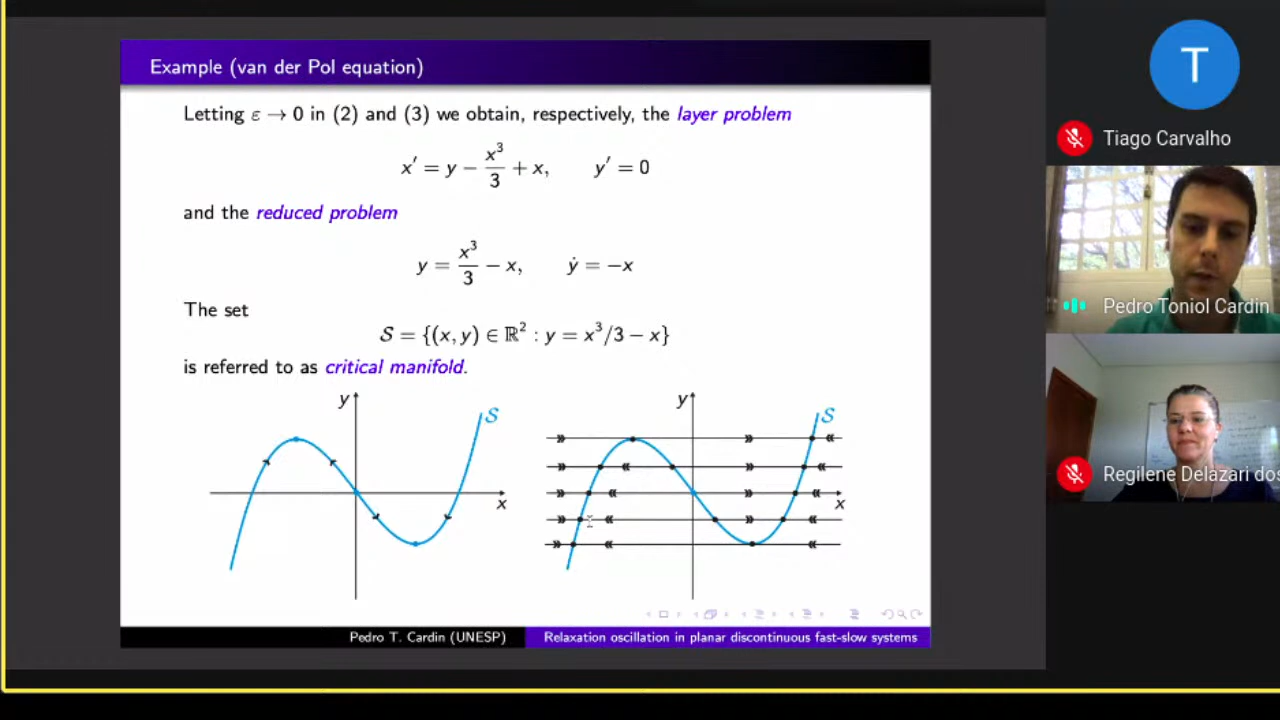 Example (van der Pol equation)
Letting ε → 0 in (2) and (3) we obtain, respectively, the layer problem
x′ = y − x³/3 + x,  y′ = 0
and the reduced problem
y = x³/3 − x,  ẏ = −x
The set
S = {(x, y) ∈ ℝ² : y = x³/3 − x}
is referred to as critical manifold.
y
S
x
y
S
x
Pedro T. Cardin (UNESP)
Relaxation oscillation in planar discontinuous fast-slow systems
T
Tiago Carvalho
Pedro Toniol Cardin
Regilene Delazari dos